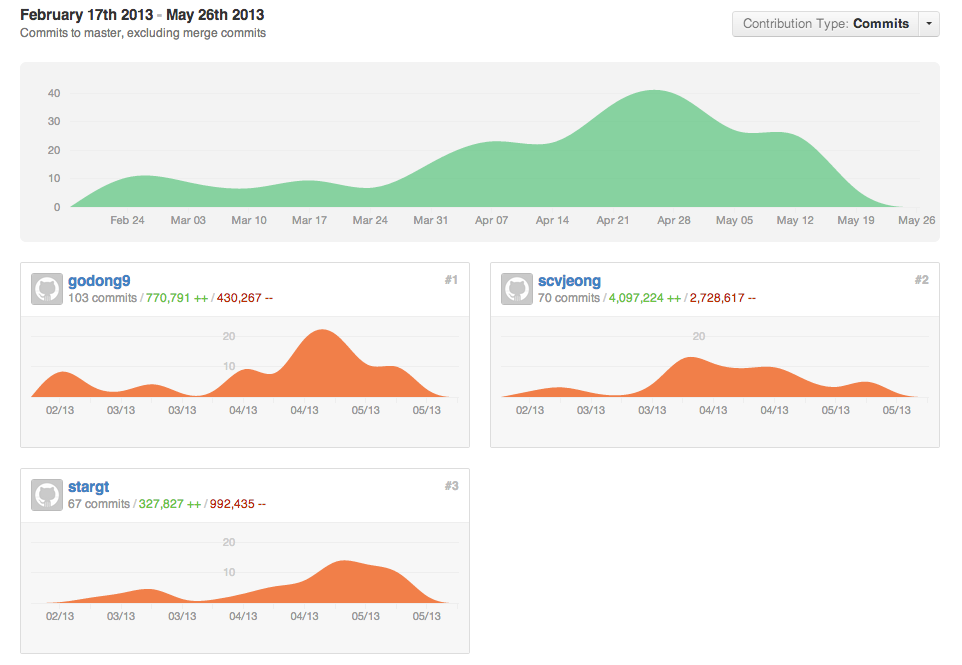 February 17th 2013 - May 26th 2013
Commits to master, excluding merge commits
Contribution Type: Commits
40
30
20
10
0
Feb 24 Mar 03 Mar 10 Mar 17 Mar 24 Mar 31 Apr 07 Apr 14 Apr 21 Apr 28 May 05 May 12 May 19 May 26
godong9 #1
103 commits / 770,791 ++ / 430,267 --
20
10
02/13 03/13 03/13 04/13 04/13 05/13 05/13
scvjeong #2
70 commits / 4,097,224 ++ / 2,728,617 --
20
02/13 03/13 03/13 04/13 04/13 05/13 05/13
stargt #3
67 commits / 327,827 ++ / 992,435 --
20
10
02/13 03/13 03/13 04/13 04/13 05/13 05/13